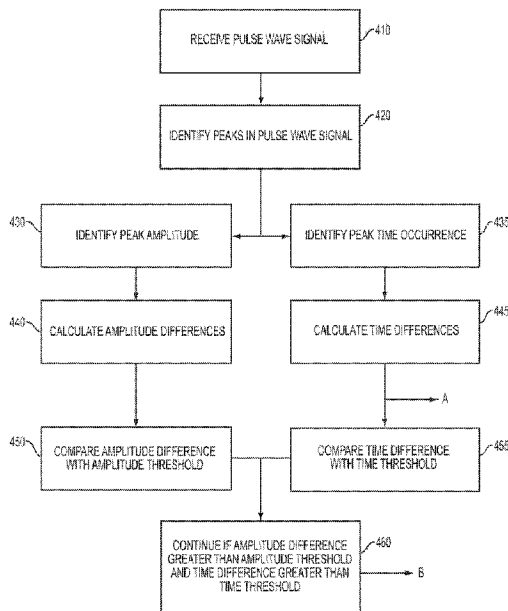 RECEIVE PULSE WAVE SIGNAL
410
IDENTIFY PEAKS IN PULSE WAVE SIGNAL
420
430
IDENTIFY PEAK AMPLITUDE
IDENTIFY PEAK TIME OCCURRENCE
435
440
CALCULATE AMPLITUDE DIFFERENCES
CALCULATE TIME DIFFERENCES
445
A
450
COMPARE AMPLITUDE DIFFERENCE
WITH AMPLITUDE THRESHOLD
COMPARE TIME DIFFERENCE
WITH TIME THRESHOLD
455
CONTINUE IF AMPLITUDE DIFFERENCE
GREATER THAN AMPLITUDE THRESHOLD
AND TIME DIFFERENCE GREATER THAN
TIME THRESHOLD
460
B